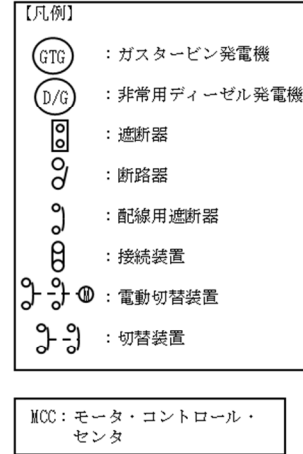 【凡例】
GTG ：ガスタービン発電機
D/G ：非常用ディーゼル発電機
：遮断器
：断路器
：配線用遮断器
：接続装置
M ：電動切替装置
：切替装置
MCC：モータ・コントロール・
センタ